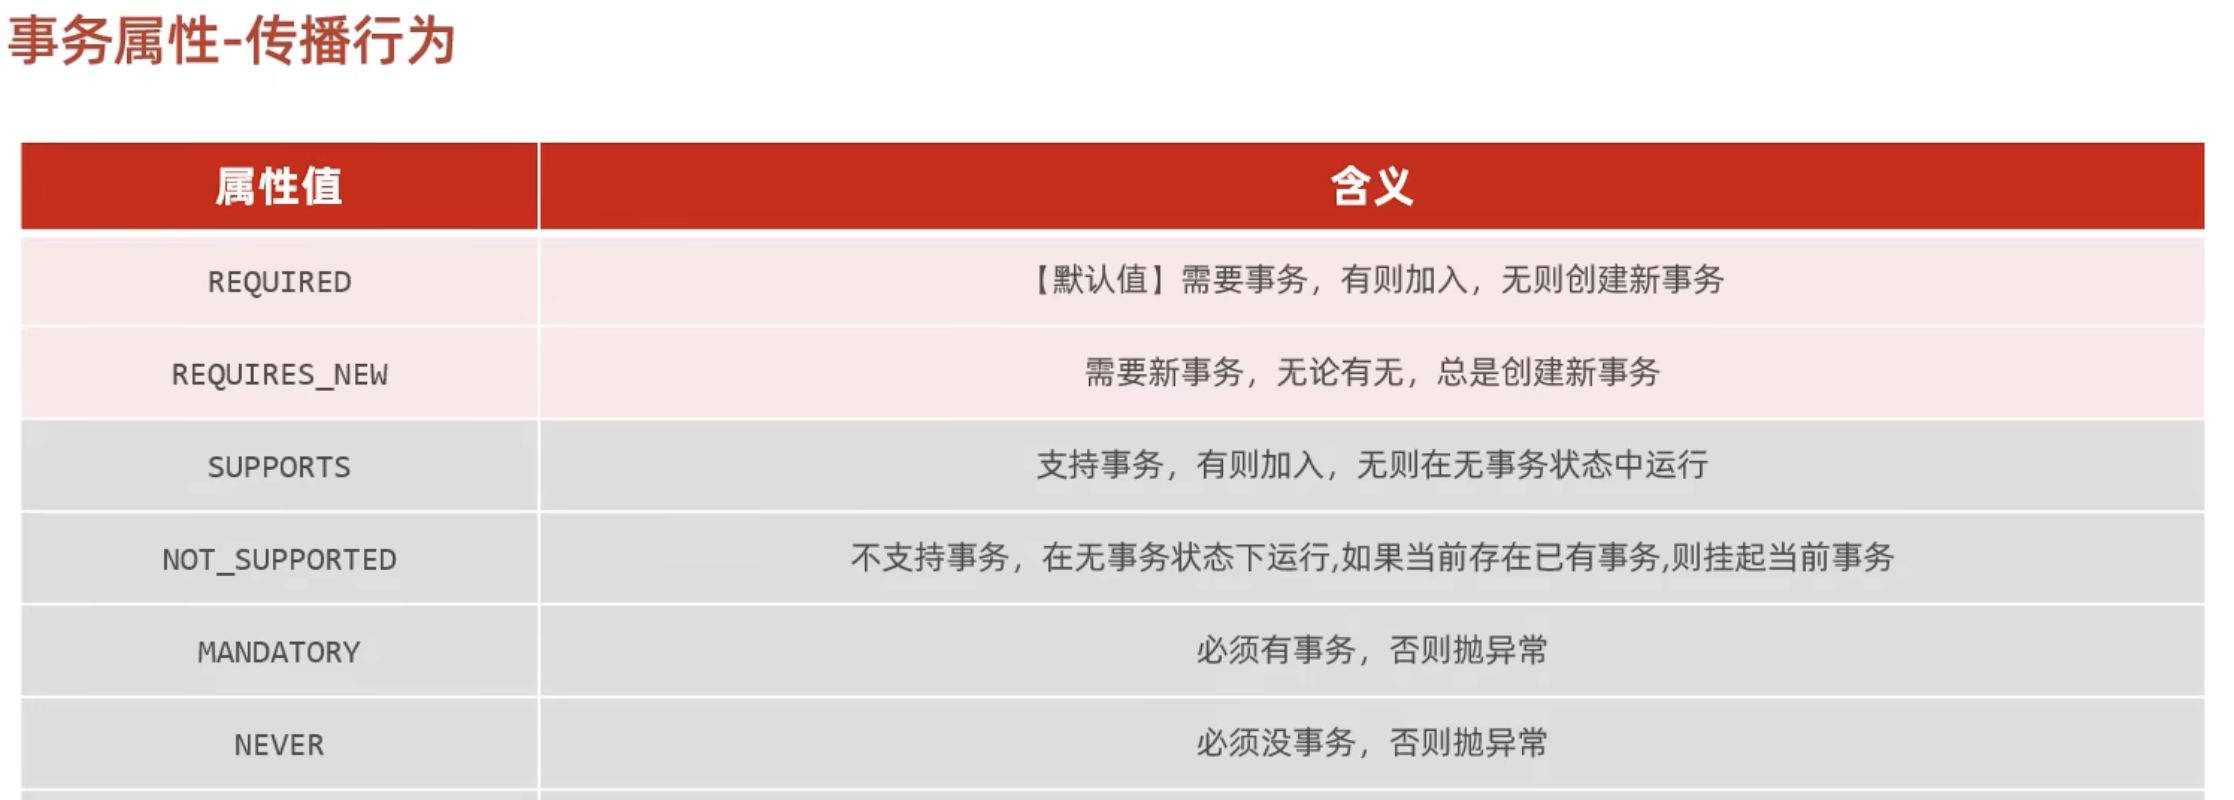 事务属性-传播行为
属性值 含义
REQUIRED 【默认值】需要事务，有则加入，无则创建新事务
REQUIRES_NEW 需要新事务，无论有无，总是创建新事务
SUPPORTS 支持事务，有则加入，无则在无事务状态中运行
NOT_SUPPORTED 不支持事务，在无事务状态下运行,如果当前存在已有事务,则挂起当前事务
MANDATORY 必须有事务，否则抛异常
NEVER 必须没事务，否则抛异常